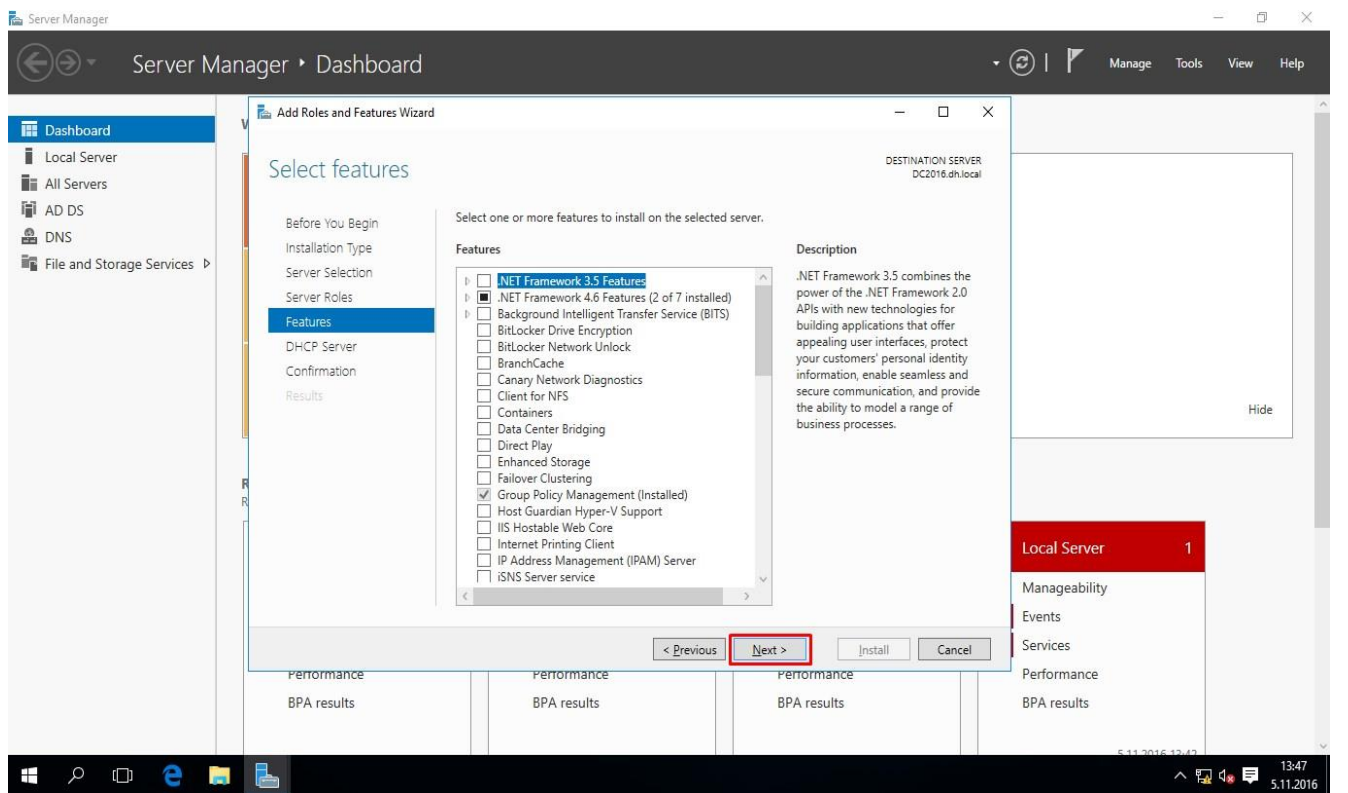 Server Manager
Server Manager • Dashboard
Manage Tools View Help
Dashboard
Local Server
All Servers
AD DS
DNS
File and Storage Services
Add Roles and Features Wizard
Select features
DESTINATION SERVER
DC2016.dh.local
Before You Begin
Installation Type
Server Selection
Server Roles
Features
DHCP Server
Confirmation
Results
Select one or more features to install on the selected server.
Features
.NET Framework 3.5 Features
.NET Framework 4.6 Features (2 of 7 installed)
Background Intelligent Transfer Service (BITS)
BitLocker Drive Encryption
BitLocker Network Unlock
BranchCache
Canary Network Diagnostics
Client for NFS
Containers
Data Center Bridging
Direct Play
Enhanced Storage
Failover Clustering
Group Policy Management (Installed)
Host Guardian Hyper-V Support
IIS Hostable Web Core
Internet Printing Client
IP Address Management (IPAM) Server
iSNS Server service
Description
.NET Framework 3.5 combines the
power of the .NET Framework 2.0
APIs with new technologies for
building applications that offer
appealing user interfaces, protect
your customers' personal identity
information, enable seamless and
secure communication, and provide
the ability to model a range of
business processes.
< Previous
Next >
Install
Cancel
Hide
Performance
BPA results
Performance
BPA results
Performance
BPA results
Local Server 1
Manageability
Events
Services
Performance
BPA results
5.11.2016 13:42
13:47
5.11.2016